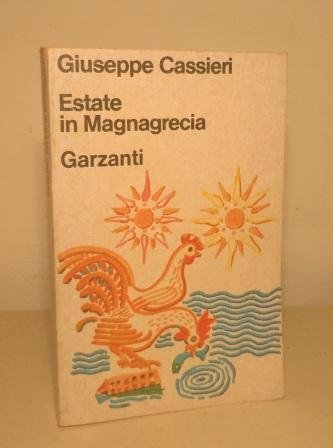 Giuseppe Cassieri
Estate
in Magnagrecia
Garzanti